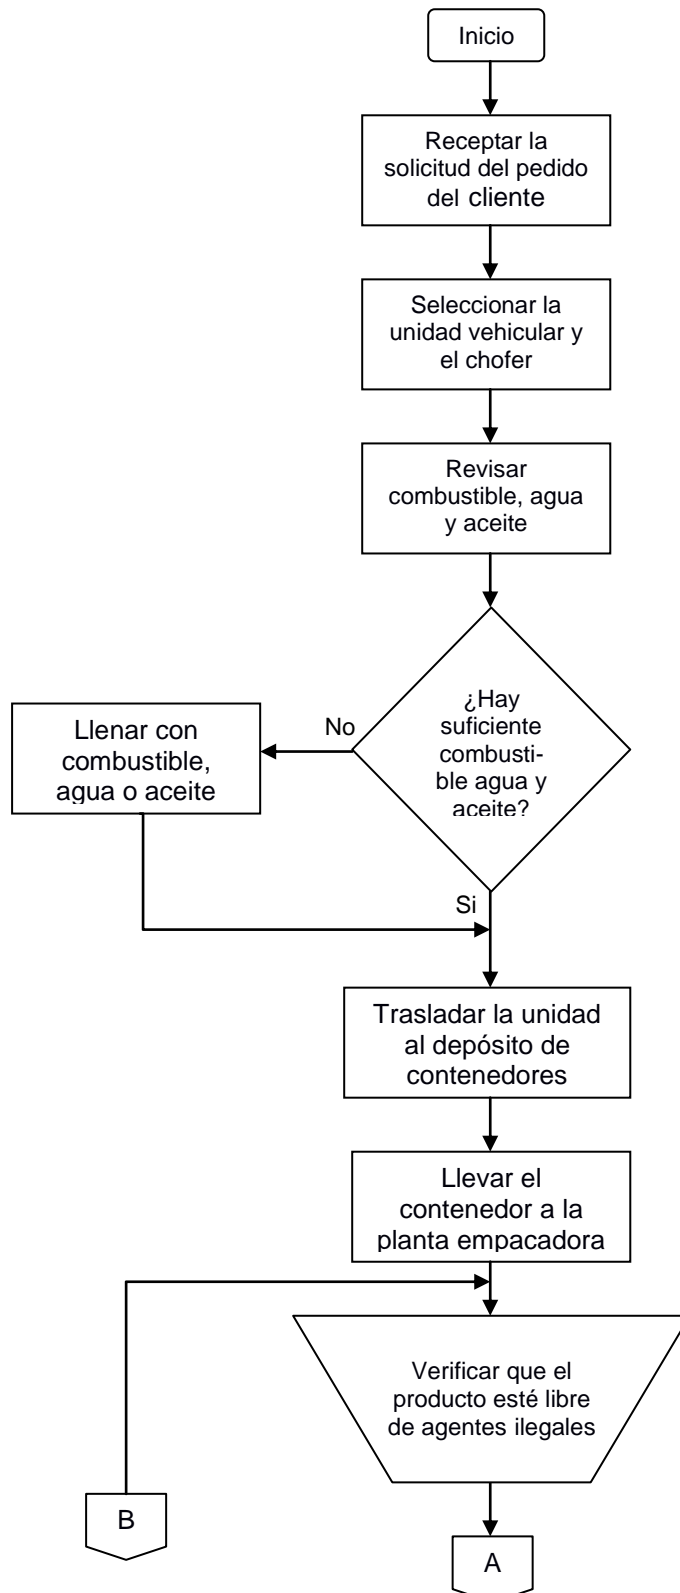 Inicio
Receptar la
solicitud del pedido
del cliente
Seleccionar la
unidad vehicular y
el chofer
Revisar
combustible, agua
y aceite
¿Hay
suficiente
combusti-
ble agua y
aceite?
No
Llenar con
combustible,
agua o aceite
Si
Trasladar la unidad
al depósito de
contenedores
Llevar el
contenedor a la
planta empacadora
Verificar que el
producto esté libre
de agentes ilegales
B
A